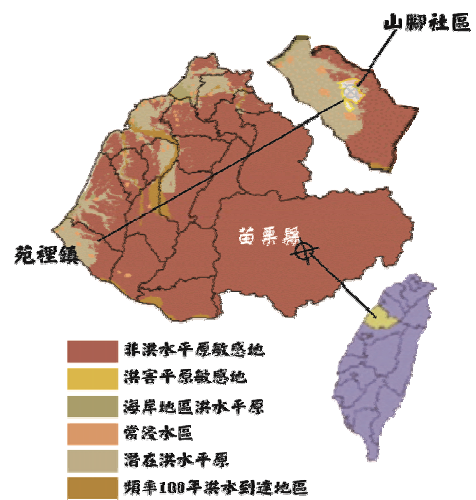 山腳社區
苗栗縣
苑裡鎮
非洪水平原敏感地
洪害平原敏感地
海岸地區洪水平原
常浸水區
潛在洪水平原
頻率100年洪水到達地區